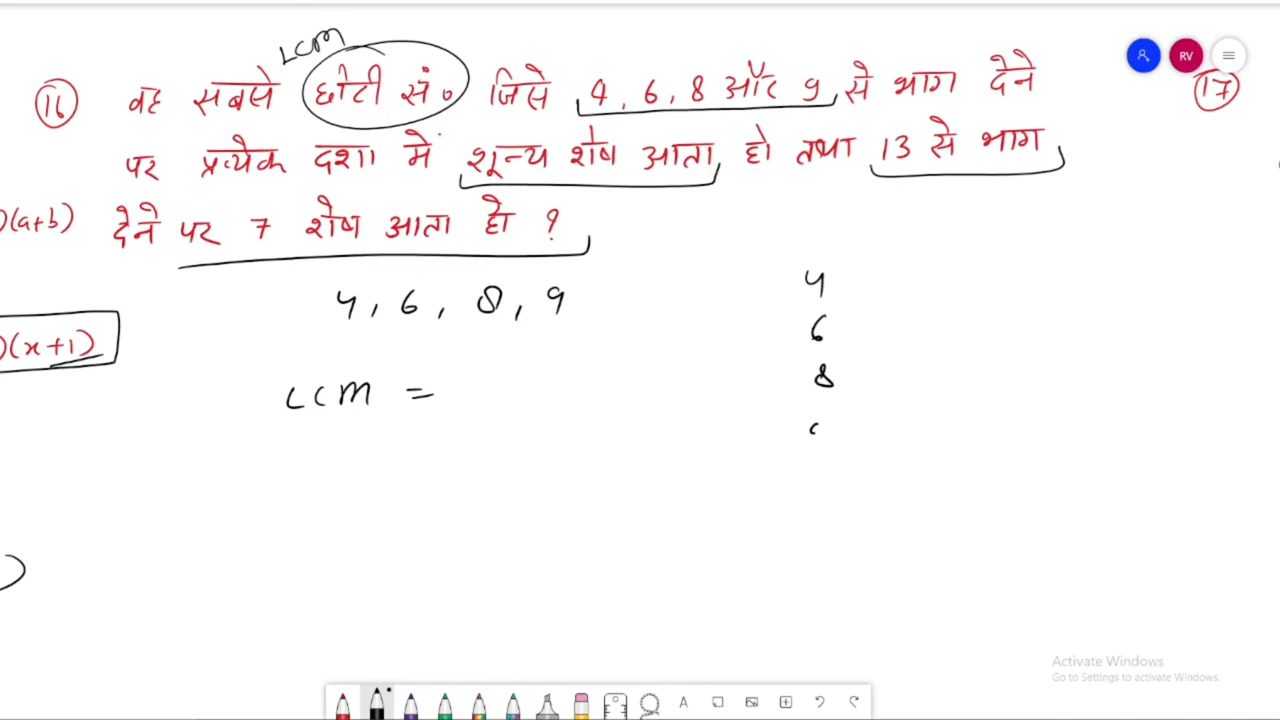 LCM
RV
16 वह सबसे छोटी सं० जिसे 4, 6, 8 और 9 से भाग देने
17
पर प्रत्येक दशा में शून्य शेष आता हो तथा 13 से भाग
)(a+b)
देने पर 7 शेष आता हो ?
4, 6, 8, 9
4
6
)(x+1)
8
LCM =
)
Activate Windows
Go to Settings to activate Windows.
A